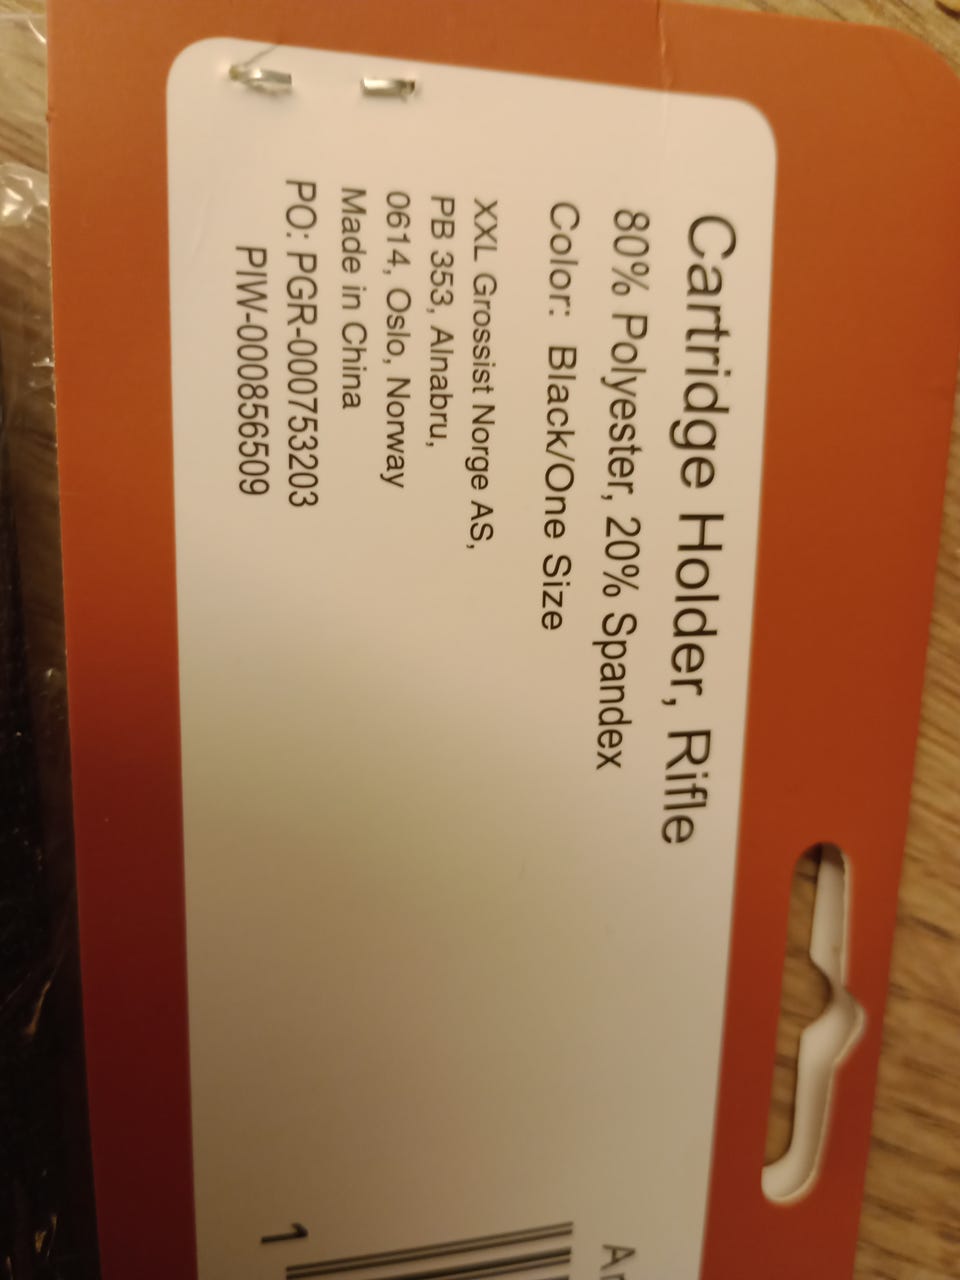 Cartridge Holder, Rifle
80% Polyester, 20% Spandex
Color: Black/One Size
XXL Grossist Norge AS,
PB 353, Alnabru,
0614, Oslo, Norway
Made in China
PO: PGR-000753203
PIW-000856509
1